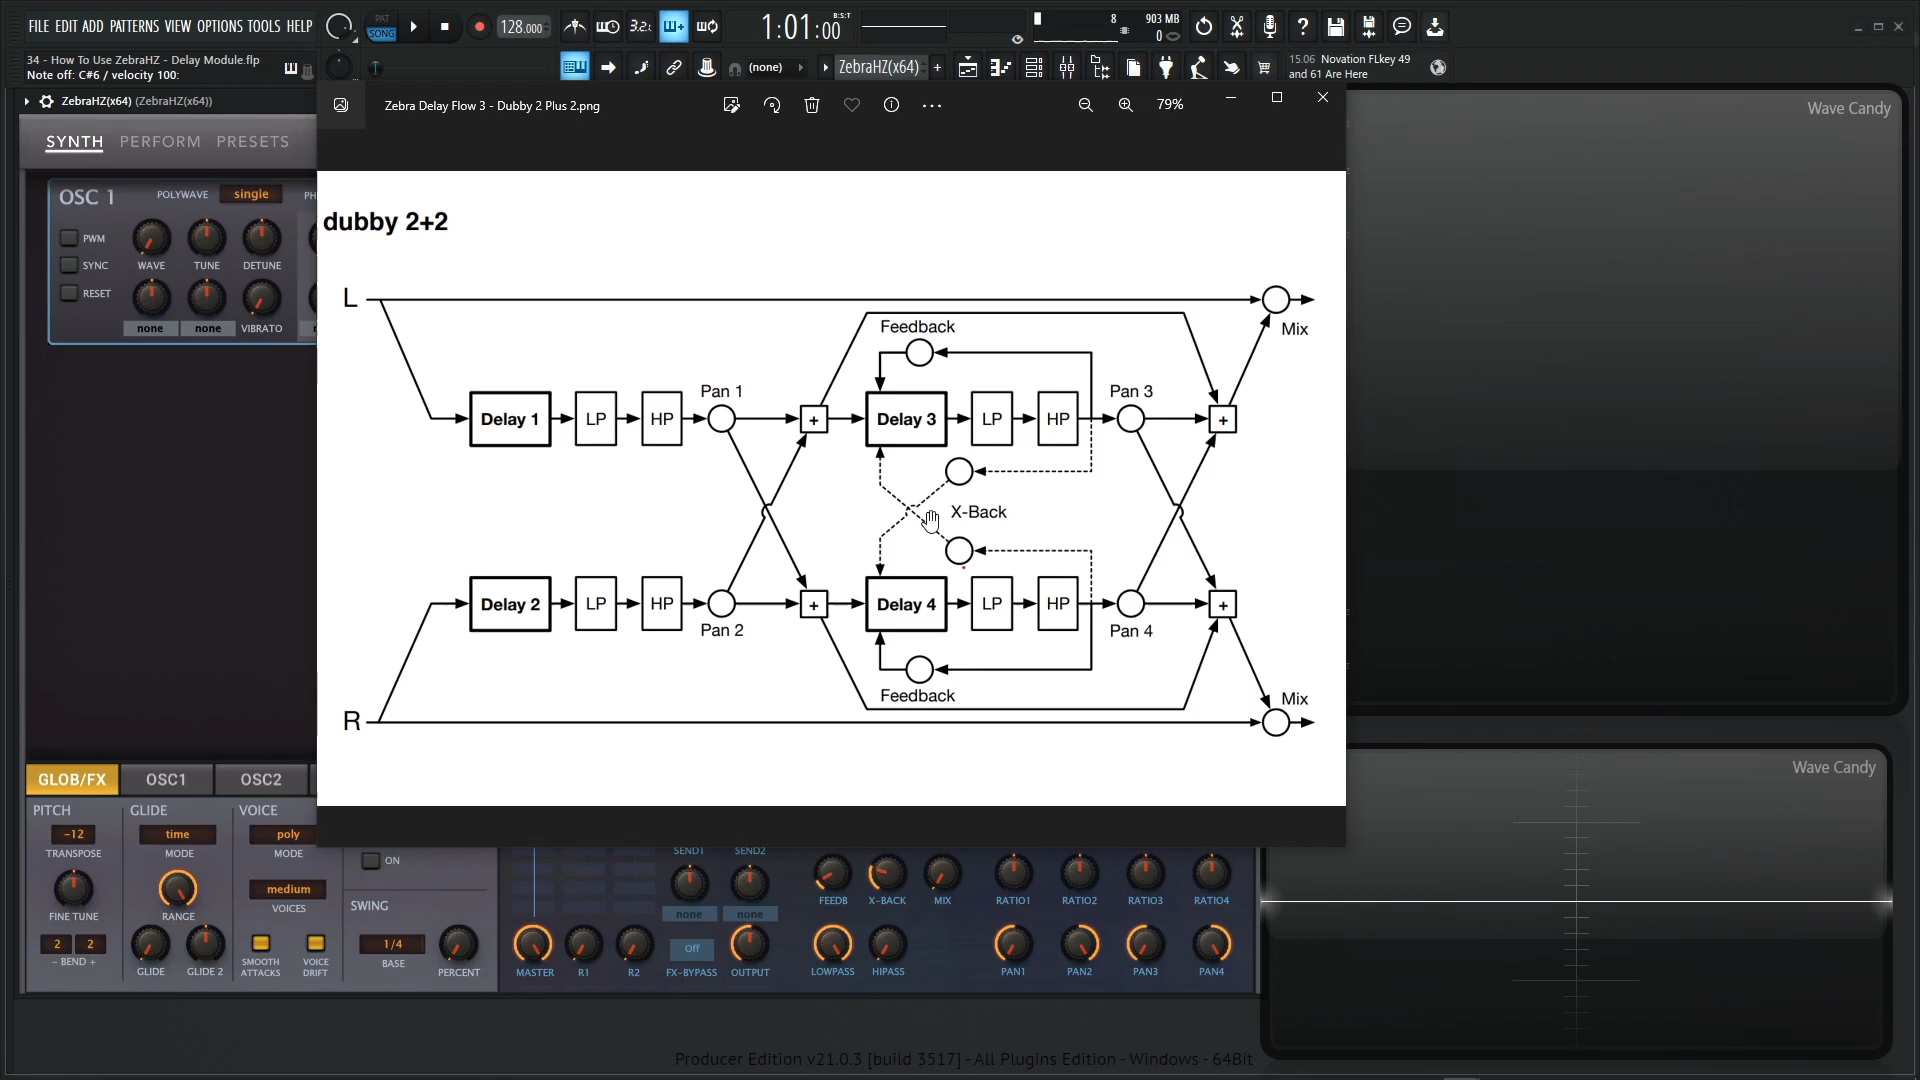 FILE EDIT ADD PATTERNS VIEW OPTIONS TOOLS HELP
PAT
SONG
128.000
3.2
1:01:00
B:S:T
8
903 MB
0
34 - How To Use ZebraHZ - Delay Module.flp
Note off: C#6 / velocity 100:
(none)
ZebraHZ(x64)
+
15.06 Novation FLkey 49
and 61 Are Here
ZebraHZ(x64) (ZebraHZ(x64))
Zebra Delay Flow 3 - Dubby 2 Plus 2.png
79%
Wave Candy
SYNTH PERFORM PRESETS
OSC 1
POLYWAVE
single
PWM
SYNC
RESET
WAVE
TUNE
DETUNE
none
none
VIBRATO
dubby 2+2
L
Mix
Feedback
Pan 1
Pan 3
Delay 1
LP
HP
+
Delay 3
LP
HP
+
X-Back
Delay 2
LP
HP
+
Delay 4
LP
HP
+
Pan 2
Pan 4
Feedback
Mix
R
Wave Candy
GLOB/FX
OSC1
OSC2
PITCH
GLIDE
VOICE
-12
TRANSPOSE
time
MODE
poly
MODE
ON
FINE TUNE
RANGE
medium
VOICES
SWING
2 2
- BEND +
GLIDE
GLIDE 2
SMOOTH
ATTACKS
VOICE
DRIFT
1/4
BASE
PERCENT
SEND1
SEND2
none
none
FEEDB
X-BACK
MIX
RATIO1
RATIO2
RATIO3
RATIO4
MASTER
R1
R2
Off
FX-BYPASS
OUTPUT
LOWPASS
HIPASS
PAN1
PAN2
PAN3
PAN4
Producer Edition v21.0.3 [build 3517] - All Plugins Edition - Windows - 64Bit